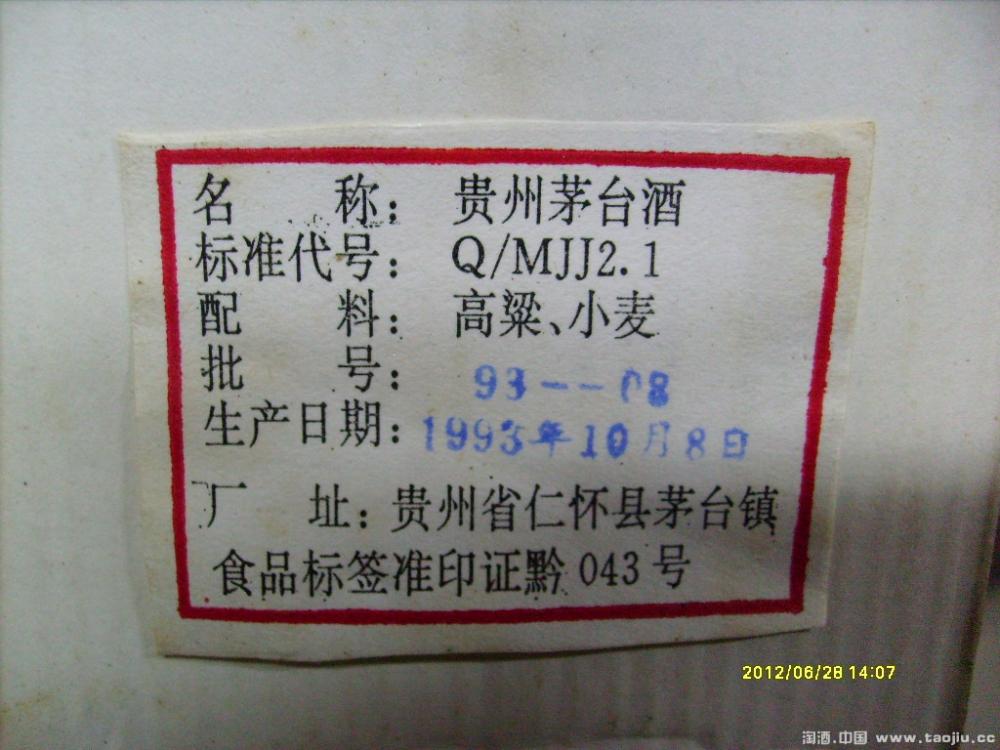 名 称： 贵州茅台酒
标准代号： Q/MJJ2.1
配 料： 高粱、小麦
批 号： 93--08
生产日期：1993年10月8日
厂 址：贵州省仁怀县茅台镇
食品标签准印证黔043号
2012/06/28 14:07
淘酒.中国 www.taojiu.cc